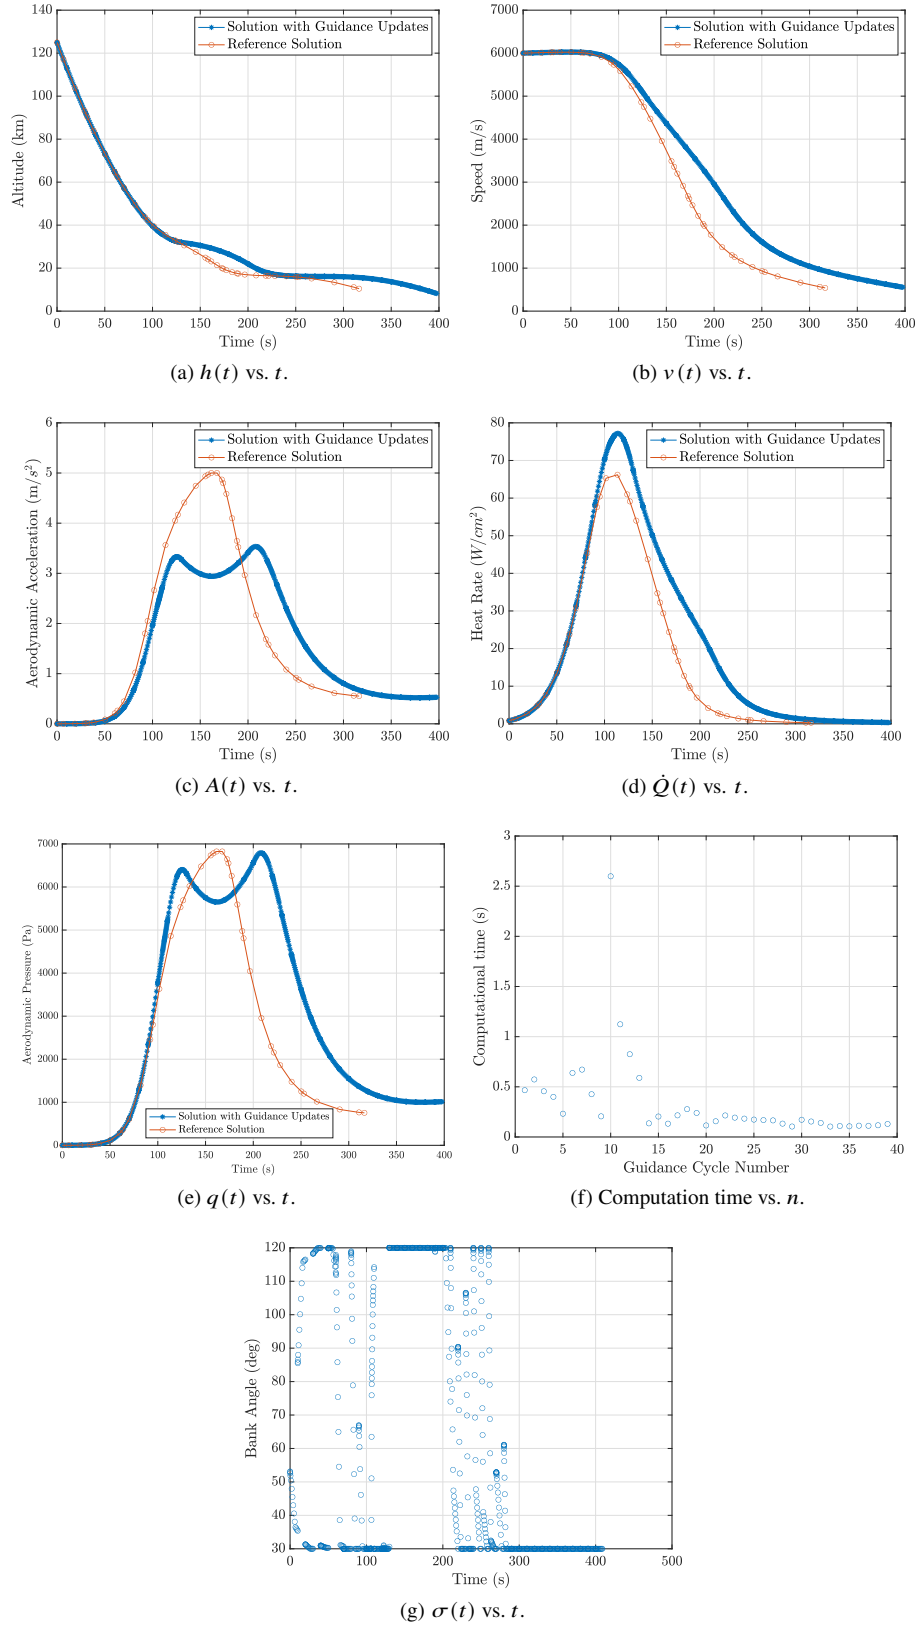 140
120
100
80
60
40
20
0
Altitude (km)
Solution with Guidance Updates
Reference Solution
0 50 100 150 200 250 300 350 400
Time (s)
(a) h(t) vs. t.
7000
6000
5000
4000
3000
2000
1000
0
Speed (m/s)
Solution with Guidance Updates
Reference Solution
0 50 100 150 200 250 300 350 400
Time (s)
(b) v(t) vs. t.
6
5
4
3
2
1
0
Aerodynamic Acceleration (m/s²)
Solution with Guidance Updates
Reference Solution
0 50 100 150 200 250 300 350 400
Time (s)
(c) A(t) vs. t.
80
70
60
50
40
30
20
10
0
Heat Rate (W/cm²)
Solution with Guidance Updates
Reference Solution
0 50 100 150 200 250 300 350 400
Time (s)
(d) Q̇(t) vs. t.
7000
6000
5000
4000
3000
2000
1000
0
Aerodynamic Pressure (Pa)
Solution with Guidance Updates
Reference Solution
0 50 100 150 200 250 300 350 400
Time (s)
(e) q(t) vs. t.
3
2.5
2
1.5
1
0.5
0
Computational time (s)
0 5 10 15 20 25 30 35 40
Guidance Cycle Number
(f) Computation time vs. n.
120
110
100
90
80
70
60
50
40
30
Bank Angle (deg)
0 100 200 300 400 500
Time (s)
(g) σ(t) vs. t.